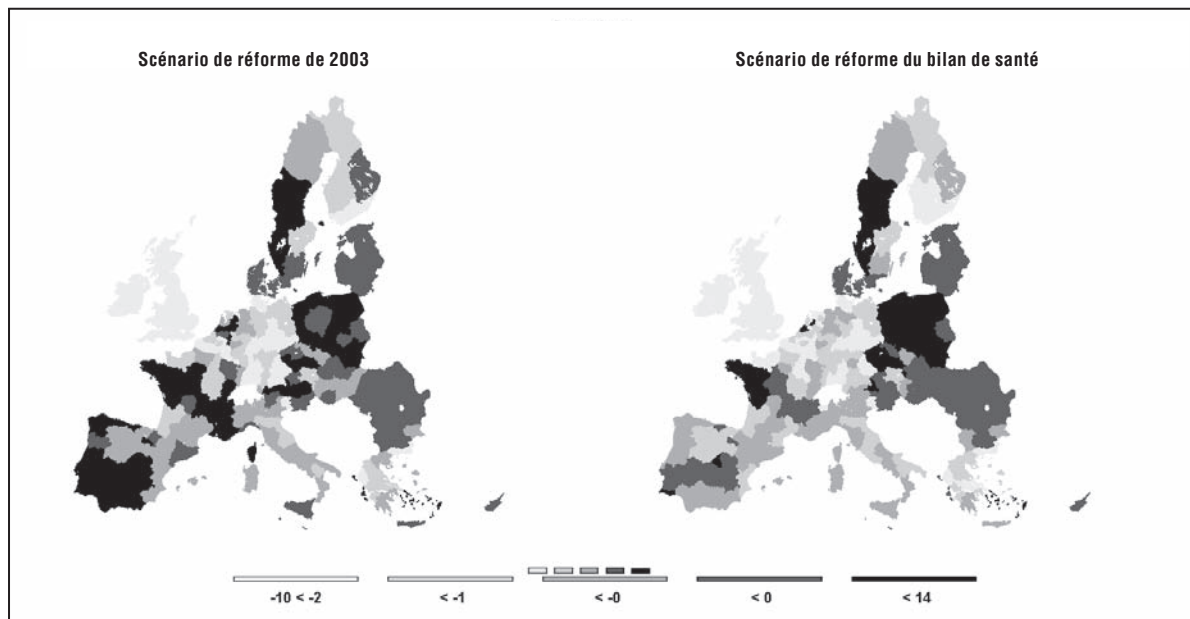 Scénario de réforme de 2003
Scénario de réforme du bilan de santé
-10 < -2
< -1
< -0
< 0
< 14